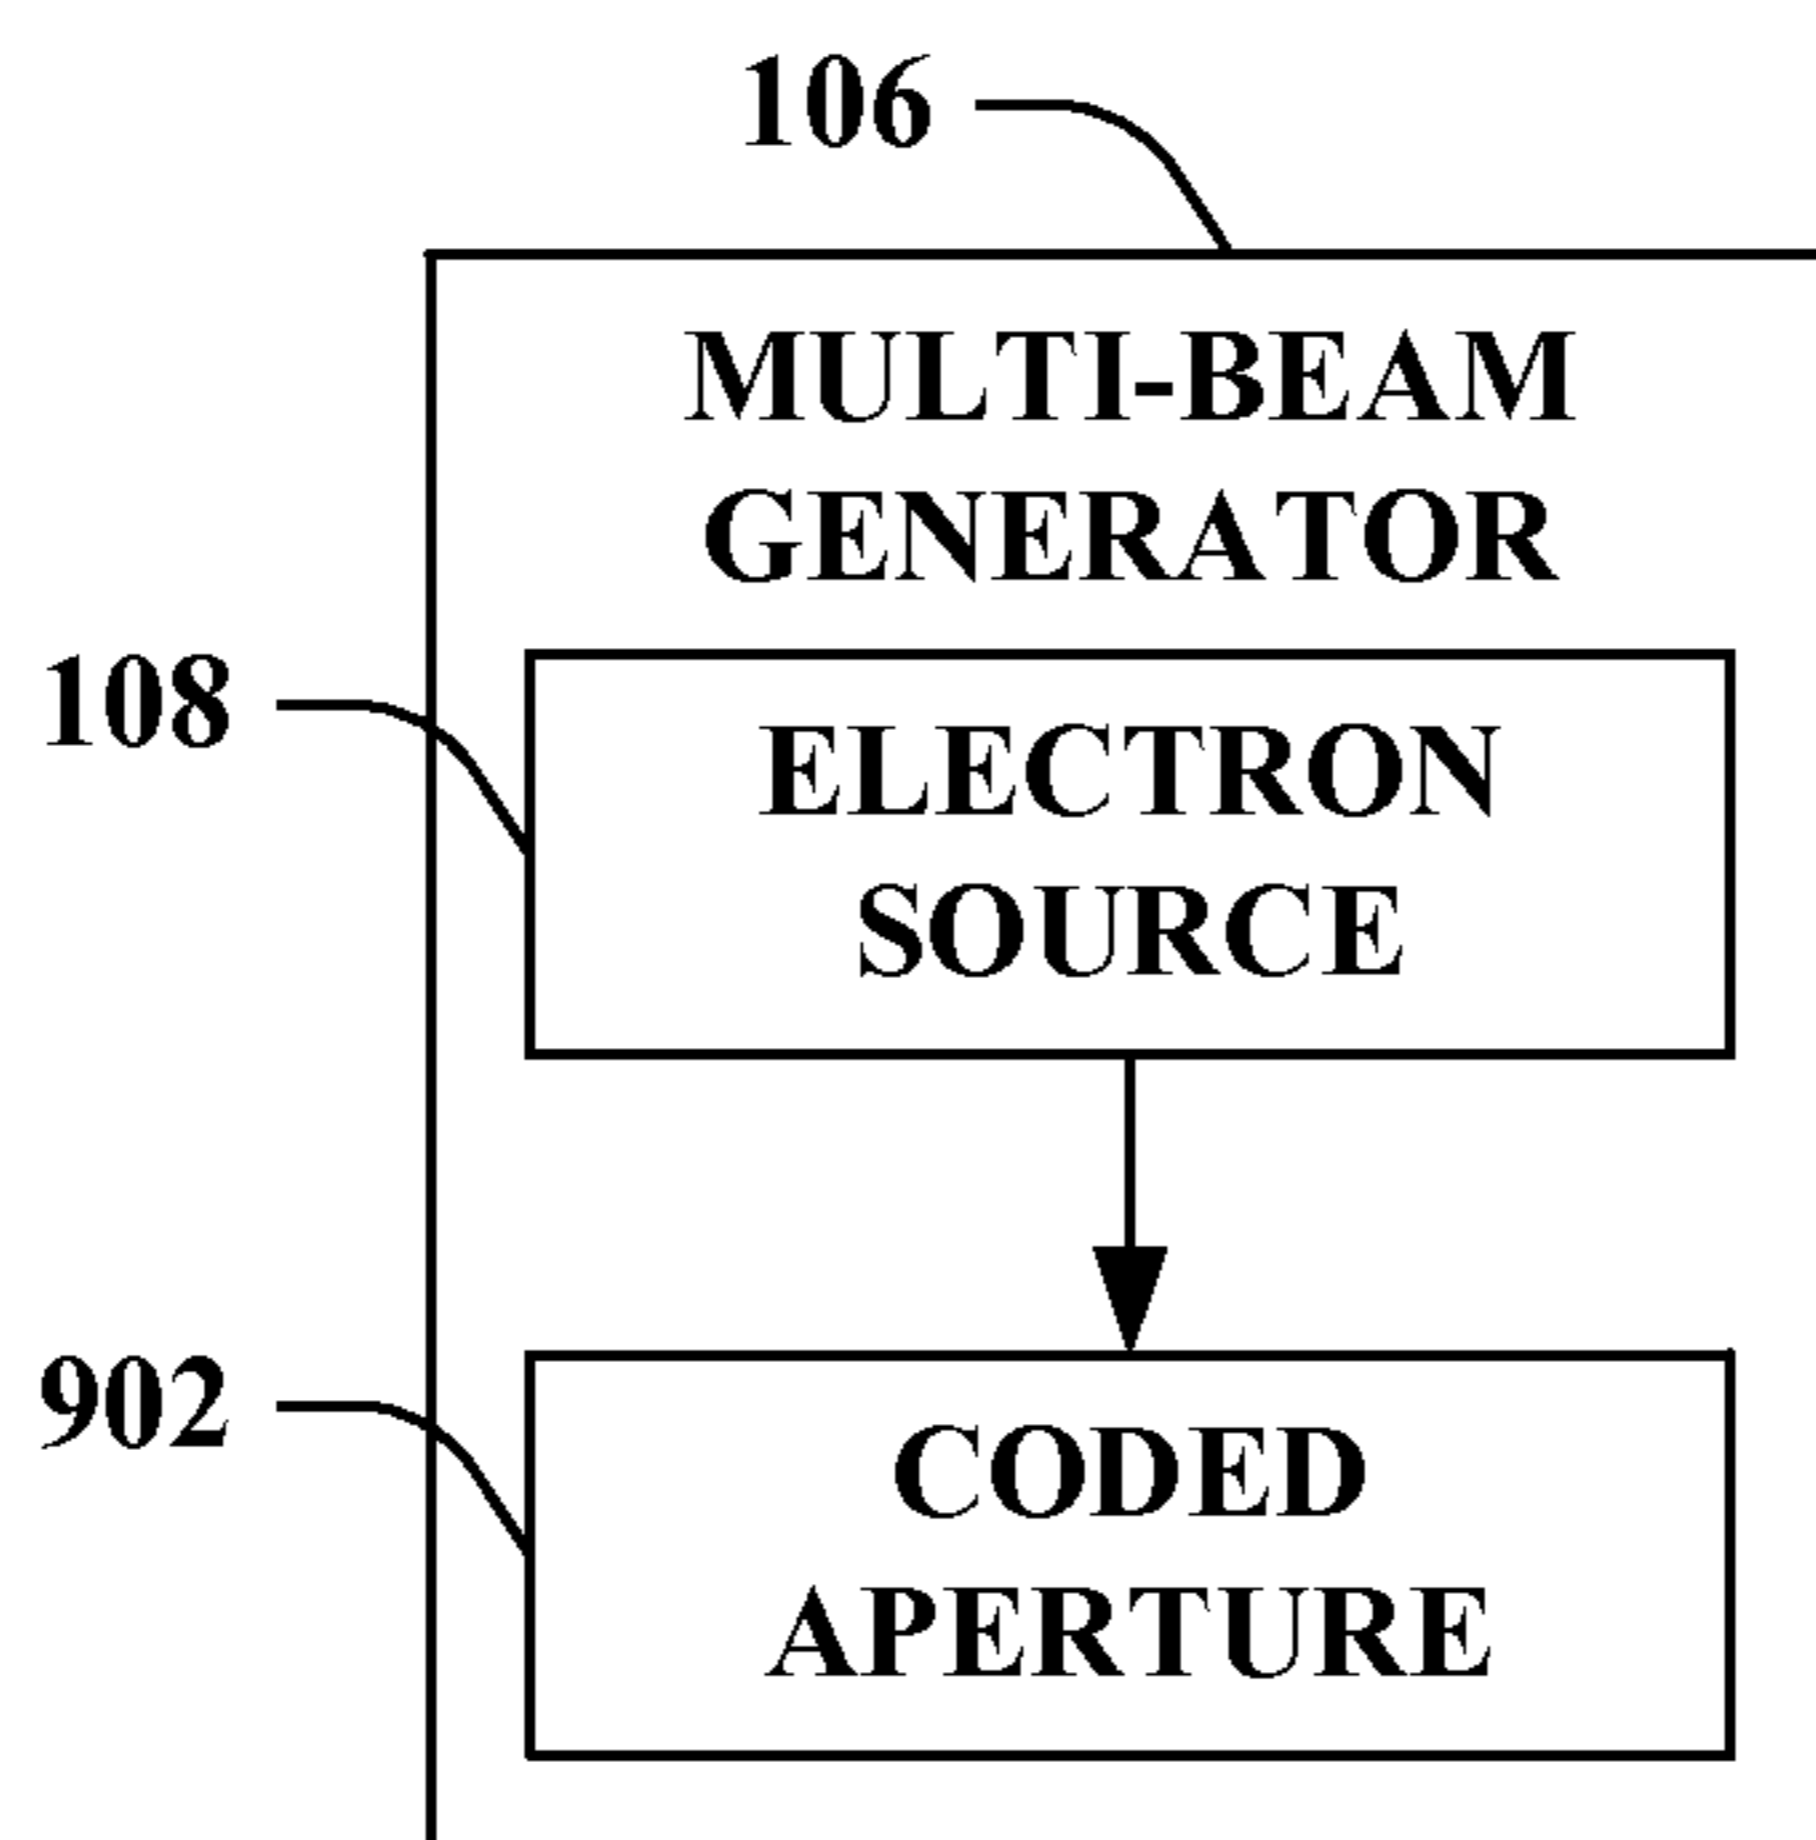 106
MULTI-BEAM
GENERATOR
108
ELECTRON
SOURCE
902
CODED
APERTURE